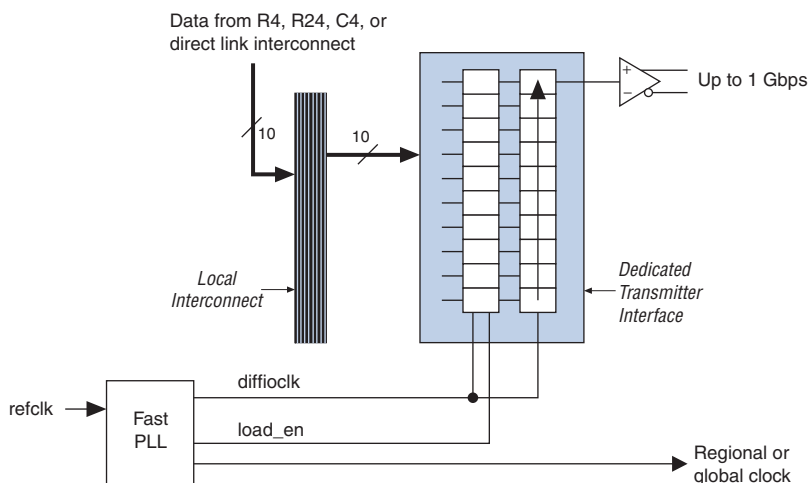 Data from R4, R24, C4, or
direct link interconnect
10
10
+
−
Up to 1 Gbps
Local
Interconnect
Dedicated
Transmitter
Interface
diffioclk
refclk
Fast
PLL
load_en
Regional or
global clock